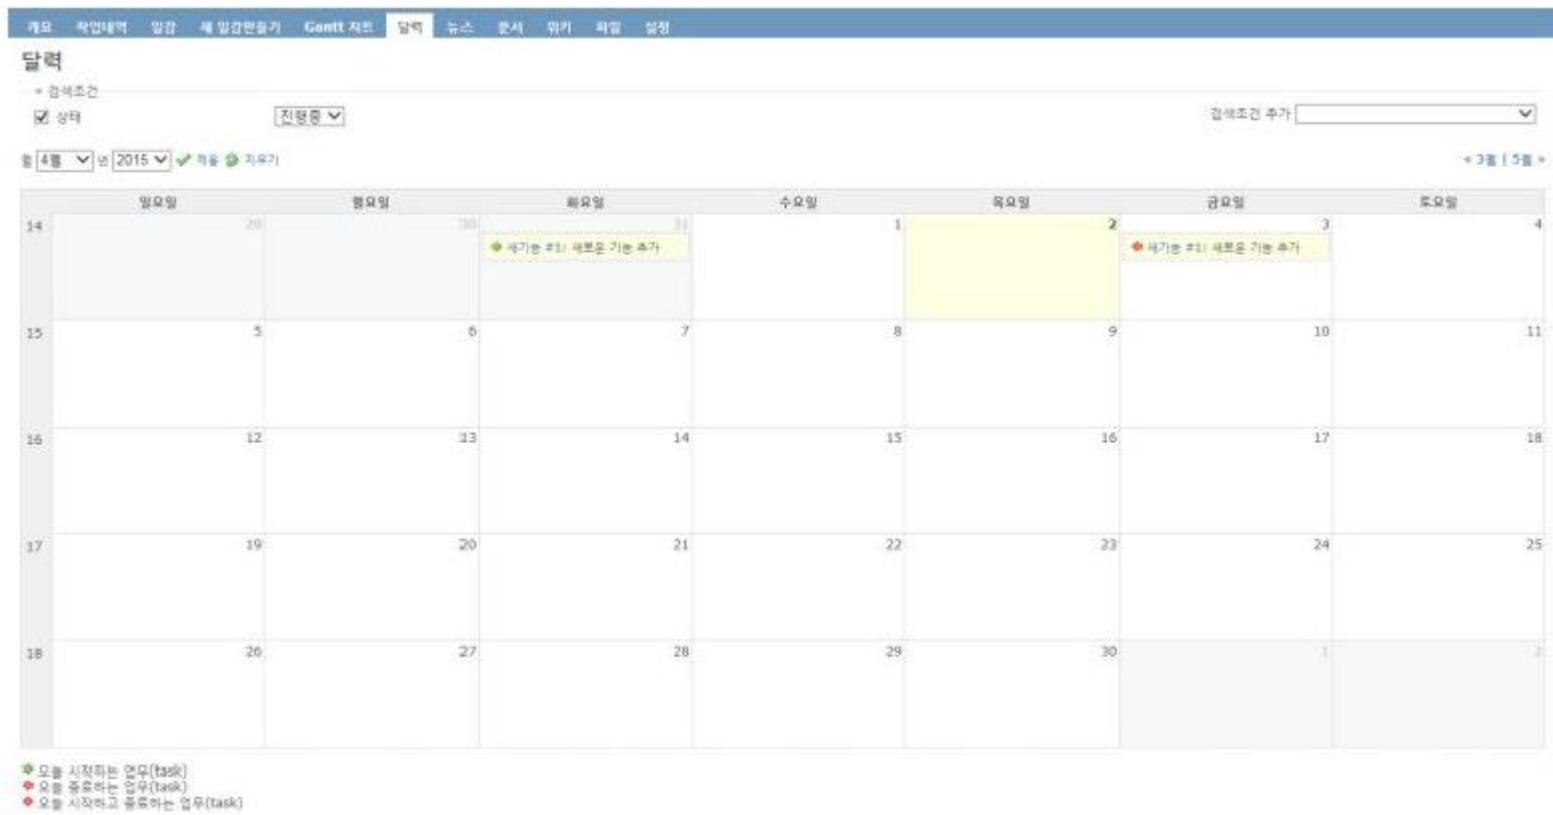 개요 작업내역 일감 새 일감만들기 Gantt 차트 달력 뉴스 문서 위키 파일 설정
달력
검색조건
상태 진행중 검색조건 추가
월 4월 년 2015 적용 지우기 « 3월 | 5월 »
일요일 월요일 화요일 수요일 목요일 금요일 토요일
14 29 30 31 1 2 3 4
새기능 #1: 새로운 기능 추가 새기능 #1: 새로운 기능 추가
15 5 6 7 8 9 10 11
16 12 13 14 15 16 17 18
17 19 20 21 22 23 24 25
18 26 27 28 29 30 1 2
오늘 시작하는 업무(task)
오늘 종료하는 업무(task)
오늘 시작하고 종료하는 업무(task)